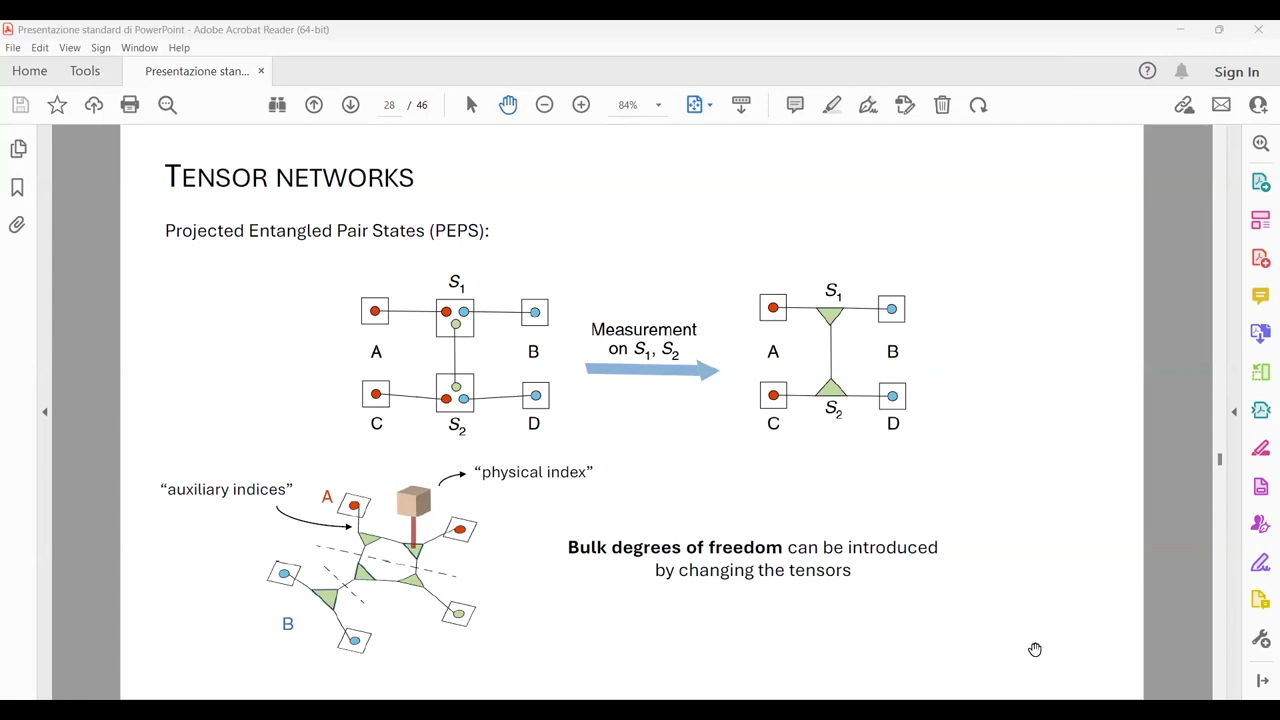 Presentazione standard di PowerPoint - Adobe Acrobat Reader (64-bit)
File Edit View Sign Window Help
Home Tools Presentazione stan... × Sign In
28 / 46 84%
TENSOR NETWORKS
Projected Entangled Pair States (PEPS):
S1 S1
Measurement
on S1, S2
A B A B
S2 S2
C D C D
“physical index”
“auxiliary indices” A
Bulk degrees of freedom can be introduced
by changing the tensors
B